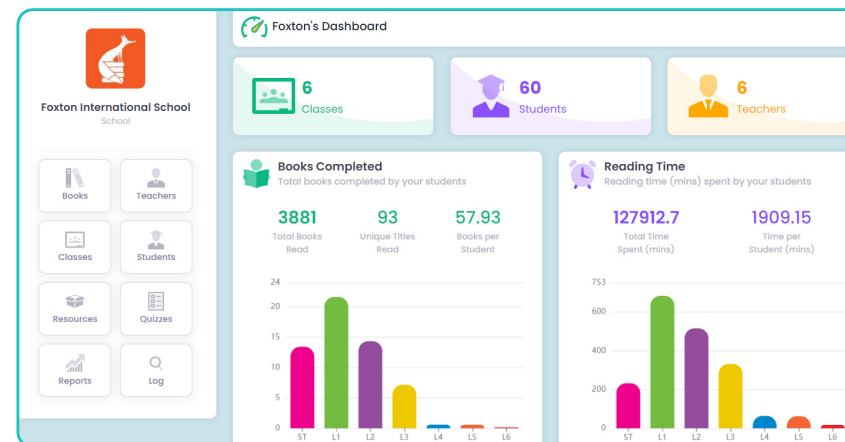 Foxton's Dashboard
Foxton International School
School
Books
Teachers
Classes
Students
Resources
Quizzes
Reports
Log
6
Classes
60
Students
6
Teachers
Books Completed
Total books completed by your students
3881
93
57.93
Total Books
Unique Titles
Books per
Read
Read
Student
24
20
15
10
5
0
ST L1 L2 L3 L4 L5 L6
Reading Time
Reading time (mins) spent by your students
127912.7
1909.15
Total Time
Time per
Spent (mins)
Student (mins)
753
600
400
200
0
ST L1 L2 L3 L4 L5 L6